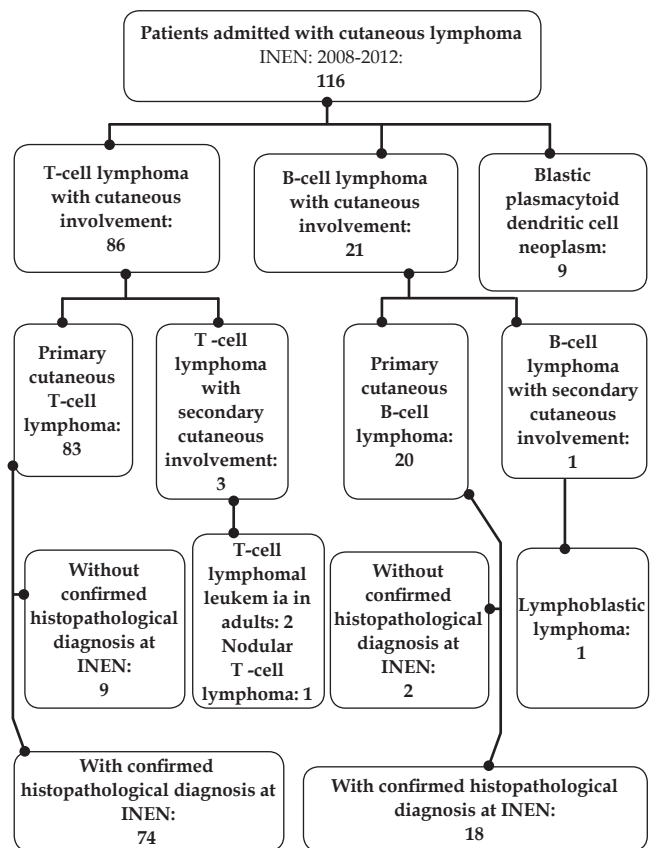 Patients admitted with cutaneous lymphoma
INEN: 2008-2012:
116
T-cell lymphoma
with cutaneous
involvement:
86
B-cell lymphoma
with cutaneous
involvement:
21
Blastic
plasmacytoid
dendritic cell
neoplasm:
9
Primary
cutaneous
T-cell
lymphoma:
83
T -cell
lymphoma
with
secondary
cutaneous
involvement:
3
Primary
cutaneous
B-cell
lymphoma:
20
B-cell
lymphoma
with secondary
cutaneous
involvement:
1
Without
confirmed
histopathological
diagnosis at
INEN:
9
T-cell
lymphomal
leukem ia in
adults: 2
Nodular
T -cell
lymphoma: 1
Without
confirmed
histopathological
diagnosis at
INEN:
2
Lymphoblastic
lymphoma:
1
With confirmed
histopathological diagnosis at
INEN:
74
With confirmed histopathological
diagnosis at INEN:
18